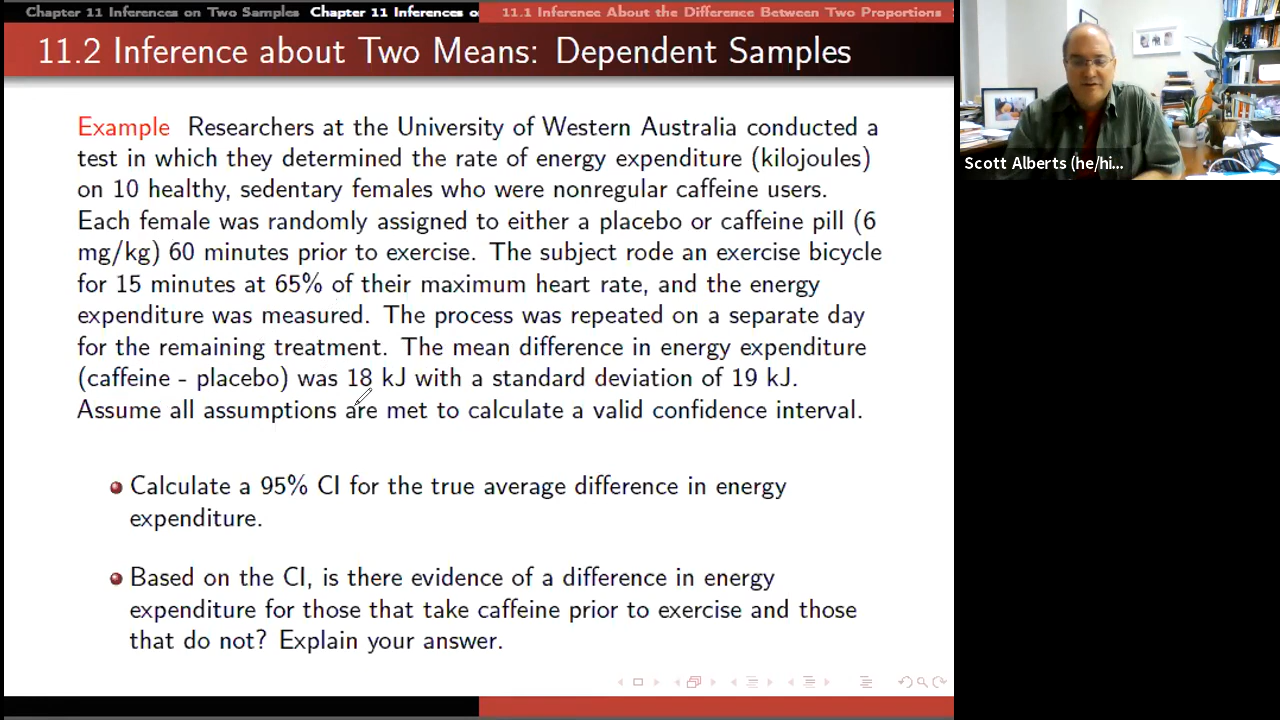 Chapter 11 Inferences on Two Samples Chapter 11 Inferences o 11.1 Inference About the Difference Between Two Proportions
11.2 Inference about Two Means: Dependent Samples
Example Researchers at the University of Western Australia conducted a
test in which they determined the rate of energy expenditure (kilojoules)
on 10 healthy, sedentary females who were nonregular caffeine users.
Each female was randomly assigned to either a placebo or caffeine pill (6
mg/kg) 60 minutes prior to exercise. The subject rode an exercise bicycle
for 15 minutes at 65% of their maximum heart rate, and the energy
expenditure was measured. The process was repeated on a separate day
for the remaining treatment. The mean difference in energy expenditure
(caffeine - placebo) was 18 kJ with a standard deviation of 19 kJ.
Assume all assumptions are met to calculate a valid confidence interval.
Calculate a 95% CI for the true average difference in energy
expenditure.
Based on the CI, is there evidence of a difference in energy
expenditure for those that take caffeine prior to exercise and those
that do not? Explain your answer.
Scott Alberts (he/hi...